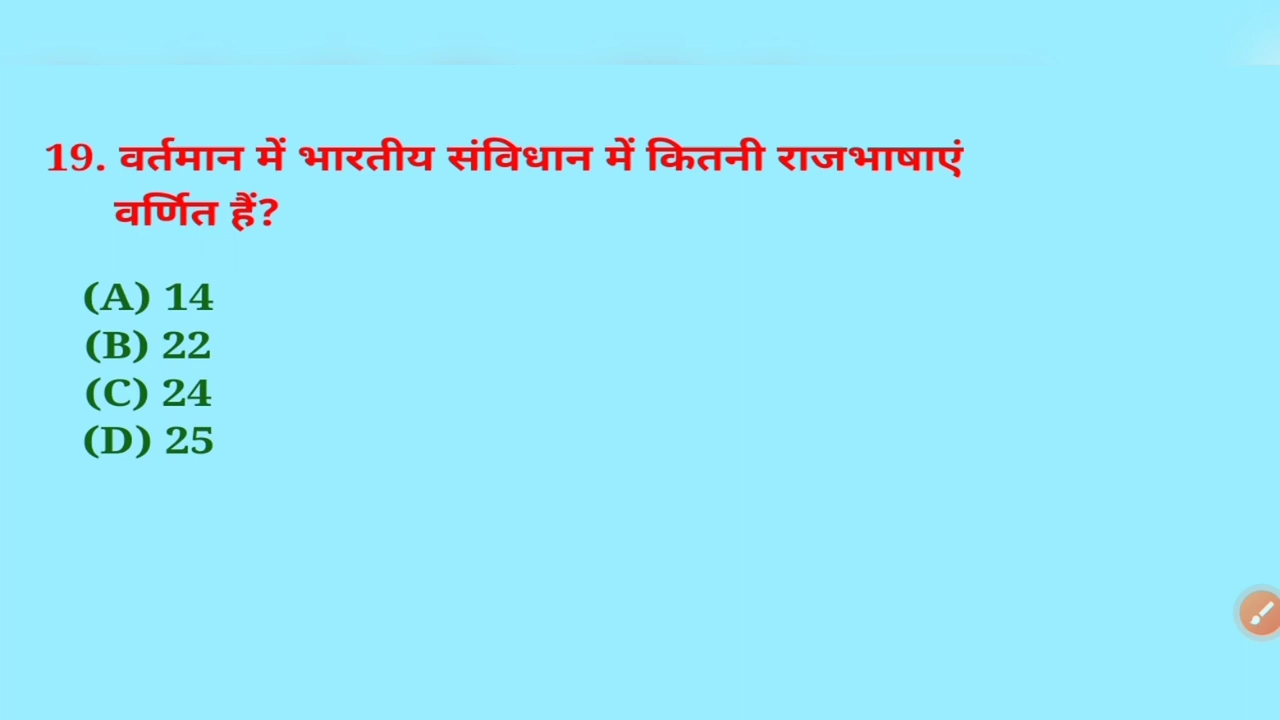 19. वर्तमान में भारतीय संविधान में कितनी राजभाषाएं
वर्णित हैं?
(A) 14
(B) 22
(C) 24
(D) 25